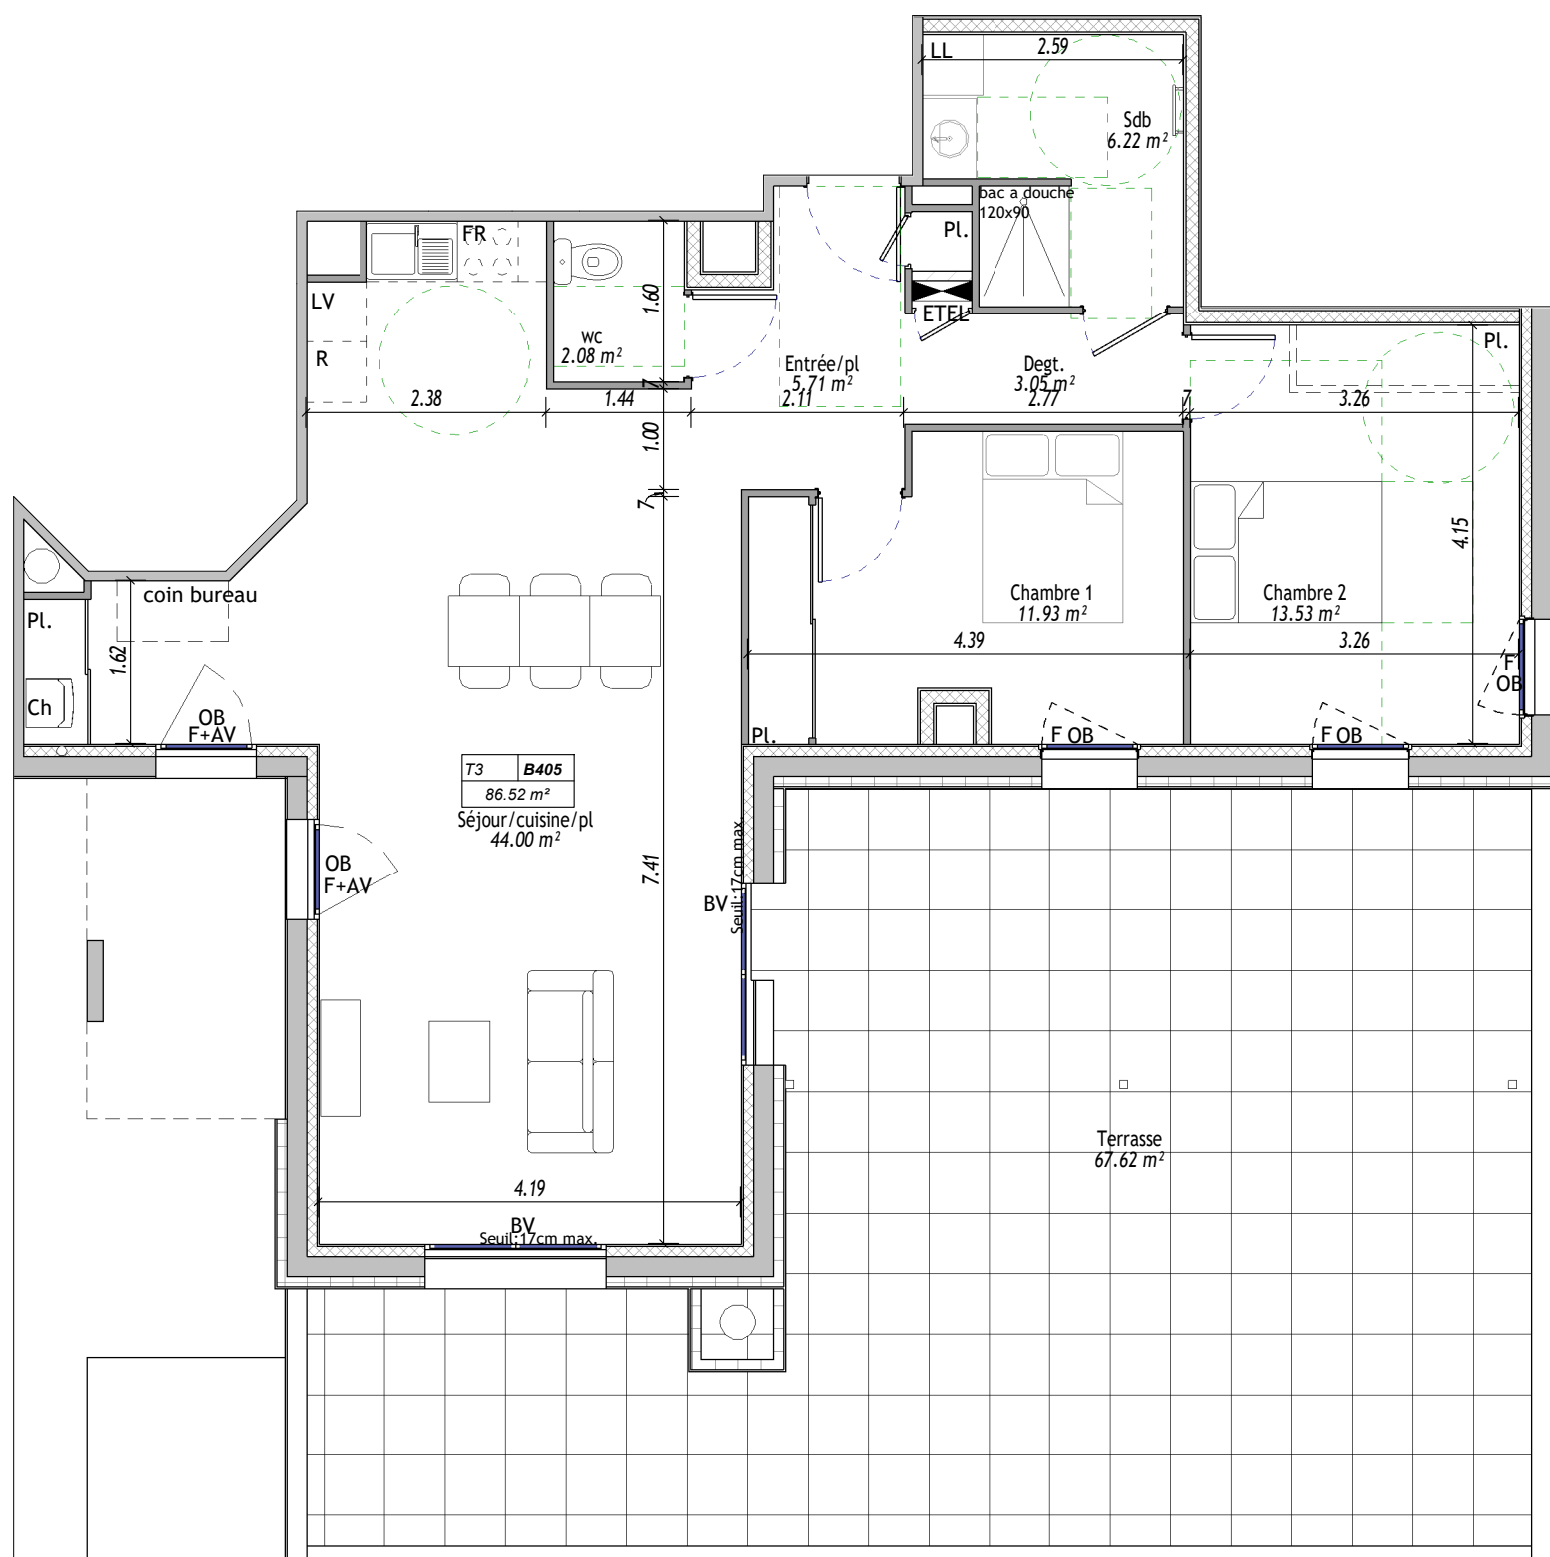 LL
2.59
Sdb
6.22 m²
bac a douche
120x90
Pl.
ETEL
FR
LV
R
1.60
wc
2.08 m²
7
Entrée/pl
5.71 m²
Degt.
3.05 m²
Pl.
2.38
1.44
2.11
2.77
7
3.26
1.00
7
4.15
coin bureau
Pl.
1.62
Ch
OB
F+AV
Chambre 1
11.93 m²
Chambre 2
13.53 m²
4.39
3.26
F
OB
Pl.
F OB
F OB
T3 B405
86.52 m²
Séjour/cuisine/pl
44.00 m²
OB
F+AV
7.41
BV
Seuil:17cm max.
Terrasse
67.62 m²
4.19
BV
Seuil:17cm max.